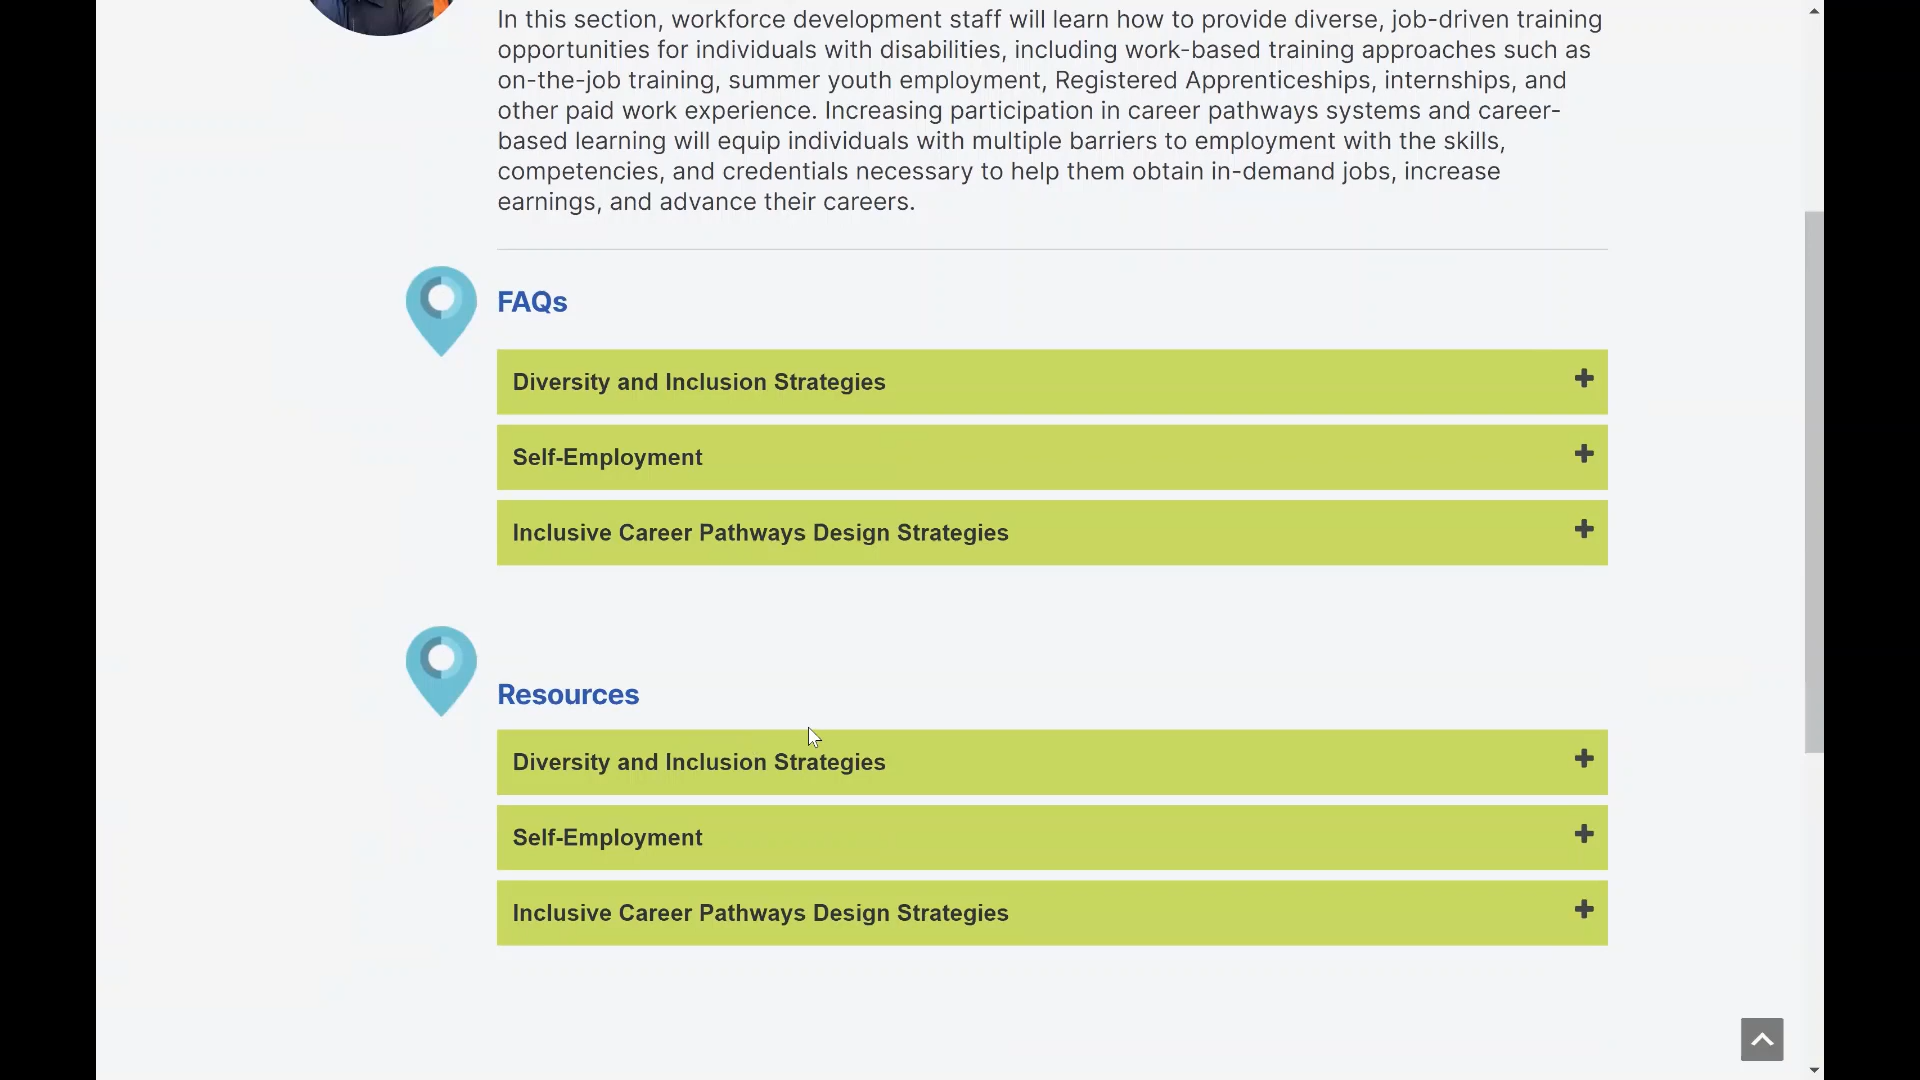 In this section, workforce development staff will learn how to provide diverse, job-driven training
opportunities for individuals with disabilities, including work-based training approaches such as
on-the-job training, summer youth employment, Registered Apprenticeships, internships, and
other paid work experience. Increasing participation in career pathways systems and career-
based learning will equip individuals with multiple barriers to employment with the skills,
competencies, and credentials necessary to help them obtain in-demand jobs, increase
earnings, and advance their careers.
FAQs
Diversity and Inclusion Strategies
Self-Employment
Inclusive Career Pathways Design Strategies
Resources
Diversity and Inclusion Strategies
Self-Employment
Inclusive Career Pathways Design Strategies